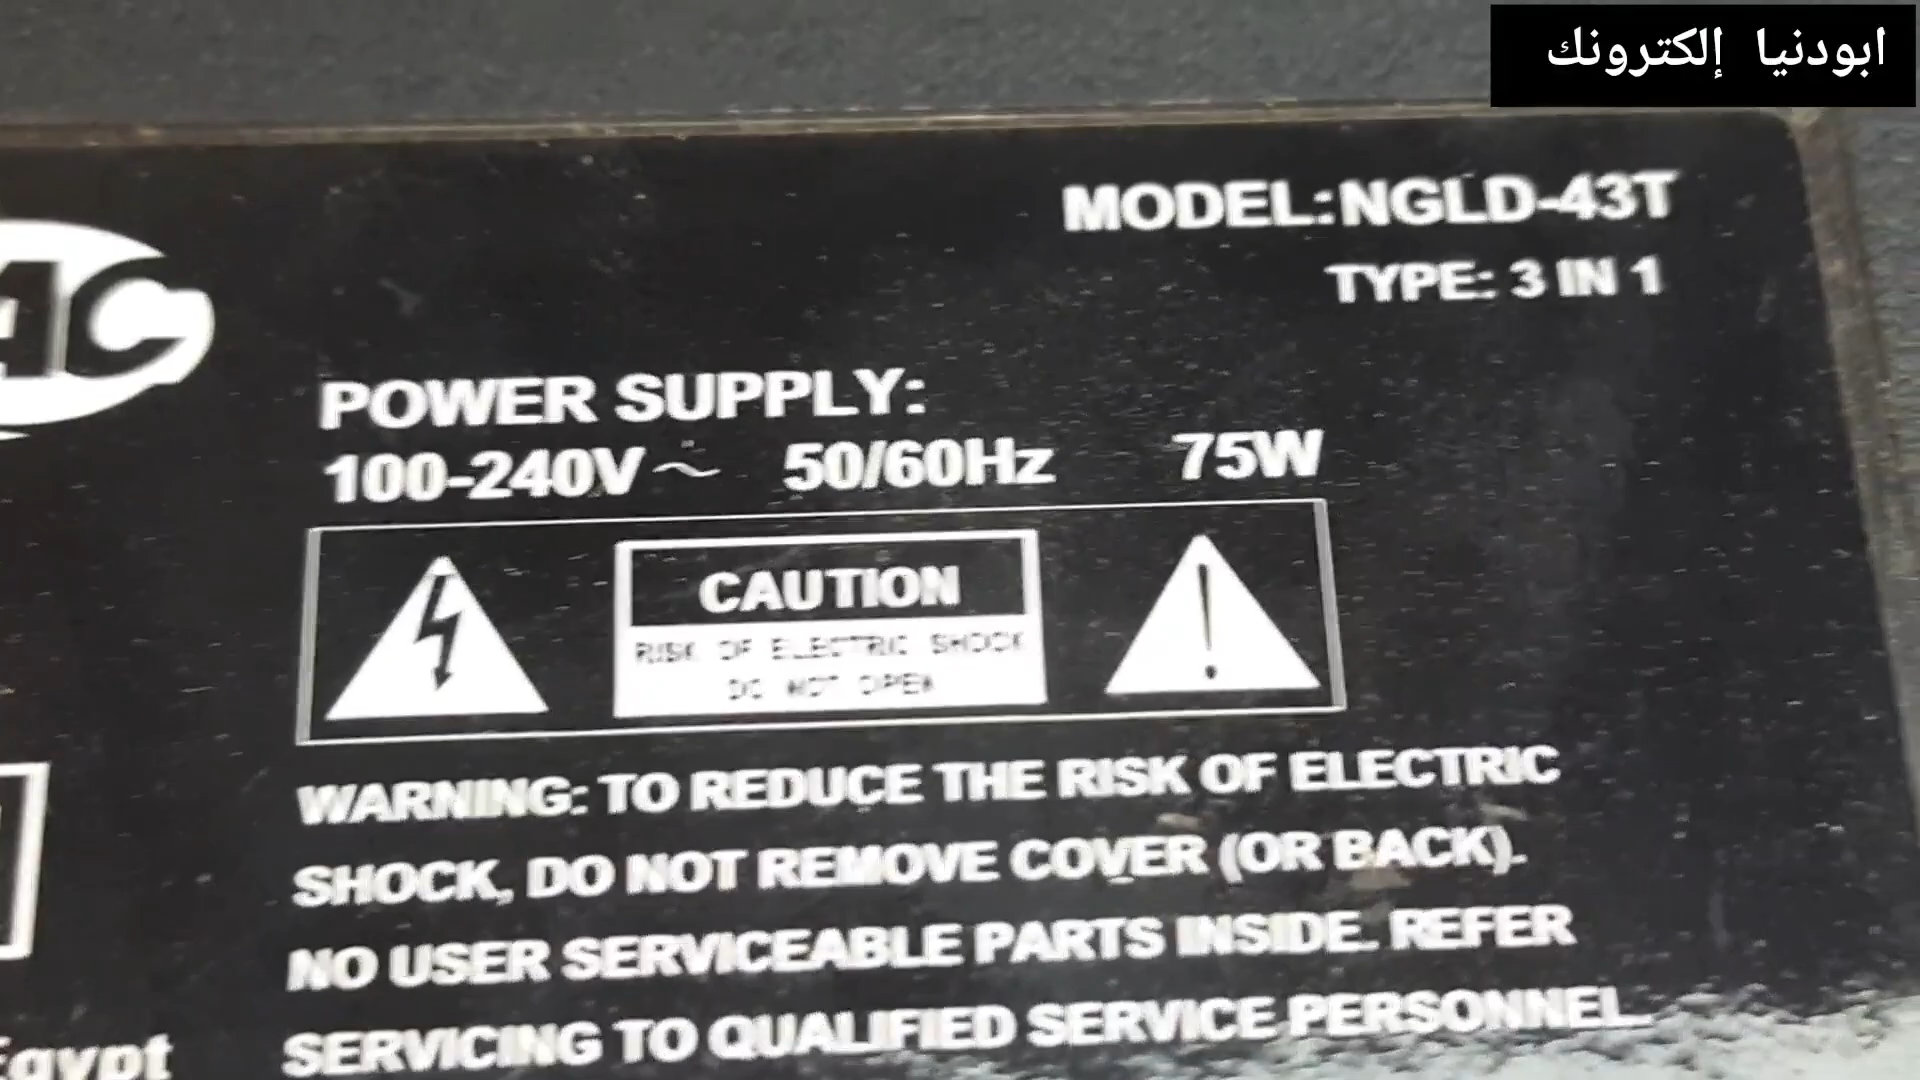 ابودنيا إلكترونك
MODEL:NGLD-43T
TYPE: 3 IN 1
POWER SUPPLY:
100-240V~ 50/60Hz 75W
CAUTION
RISK OF ELECTRIC SHOCK
DO NOT OPEN
WARNING: TO REDUCE THE RISK OF ELECTRIC
SHOCK, DO NOT REMOVE COVER (OR BACK).
NO USER SERVICEABLE PARTS INSIDE. REFER
SERVICING TO QUALIFIED SERVICE PERSONNEL.
Egypt